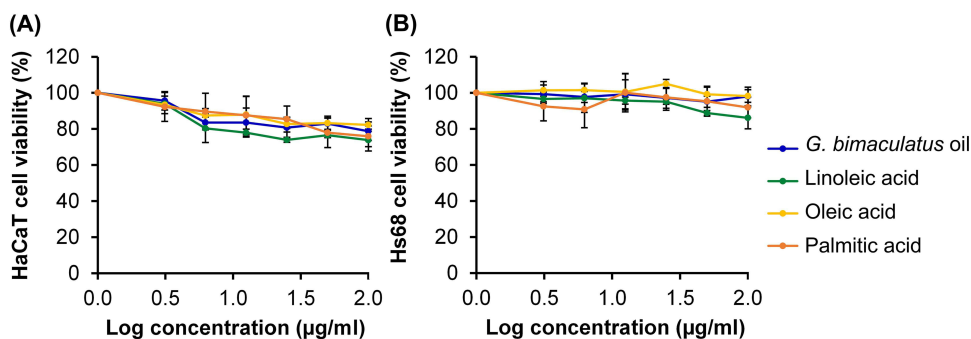 (A)
HaCaT cell viability (%)
120
100
80
60
40
20
0
0.0 0.5 1.0 1.5 2.0
Log concentration (µg/ml)
(B)
Hs68 cell viability (%)
120
100
80
60
40
20
0
0.0 0.5 1.0 1.5 2.0
Log concentration (µg/ml)
G. bimaculatus oil
Linoleic acid
Oleic acid
Palmitic acid